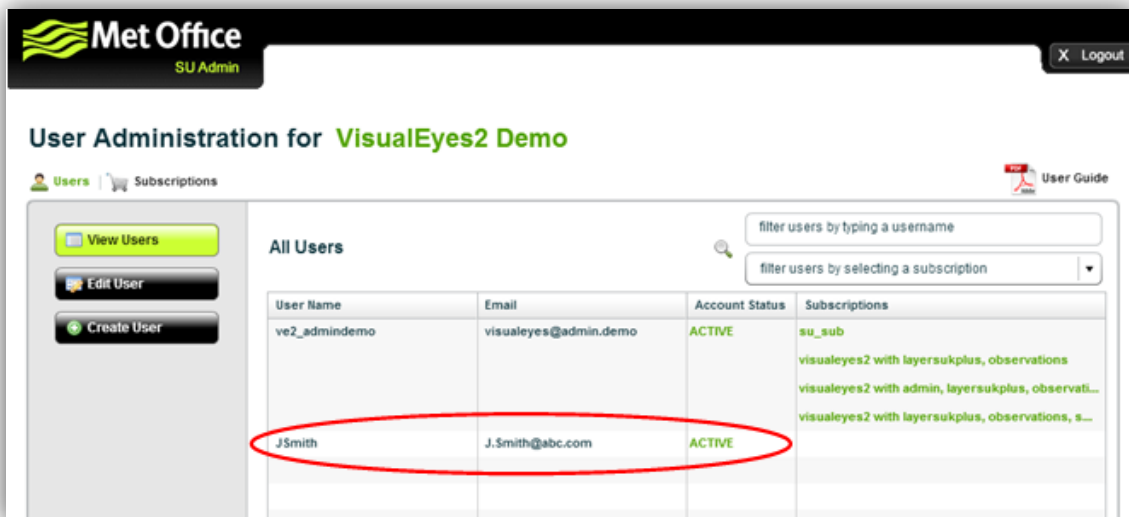 Met Office
SU Admin
X Logout
User Administration for VisualEyes2 Demo
Users | Subscriptions
PDF
User Guide
View Users
Edit User
Create User
All Users
filter users by typing a username
filter users by selecting a subscription
User Name Email Account Status Subscriptions
ve2_admindemo visualeyes@admin.demo ACTIVE su_sub
visualeyes2 with layersukplus, observations
visualeyes2 with admin, layersukplus, observati...
visualeyes2 with layersukplus, observations, s...
JSmith J.Smith@abc.com ACTIVE